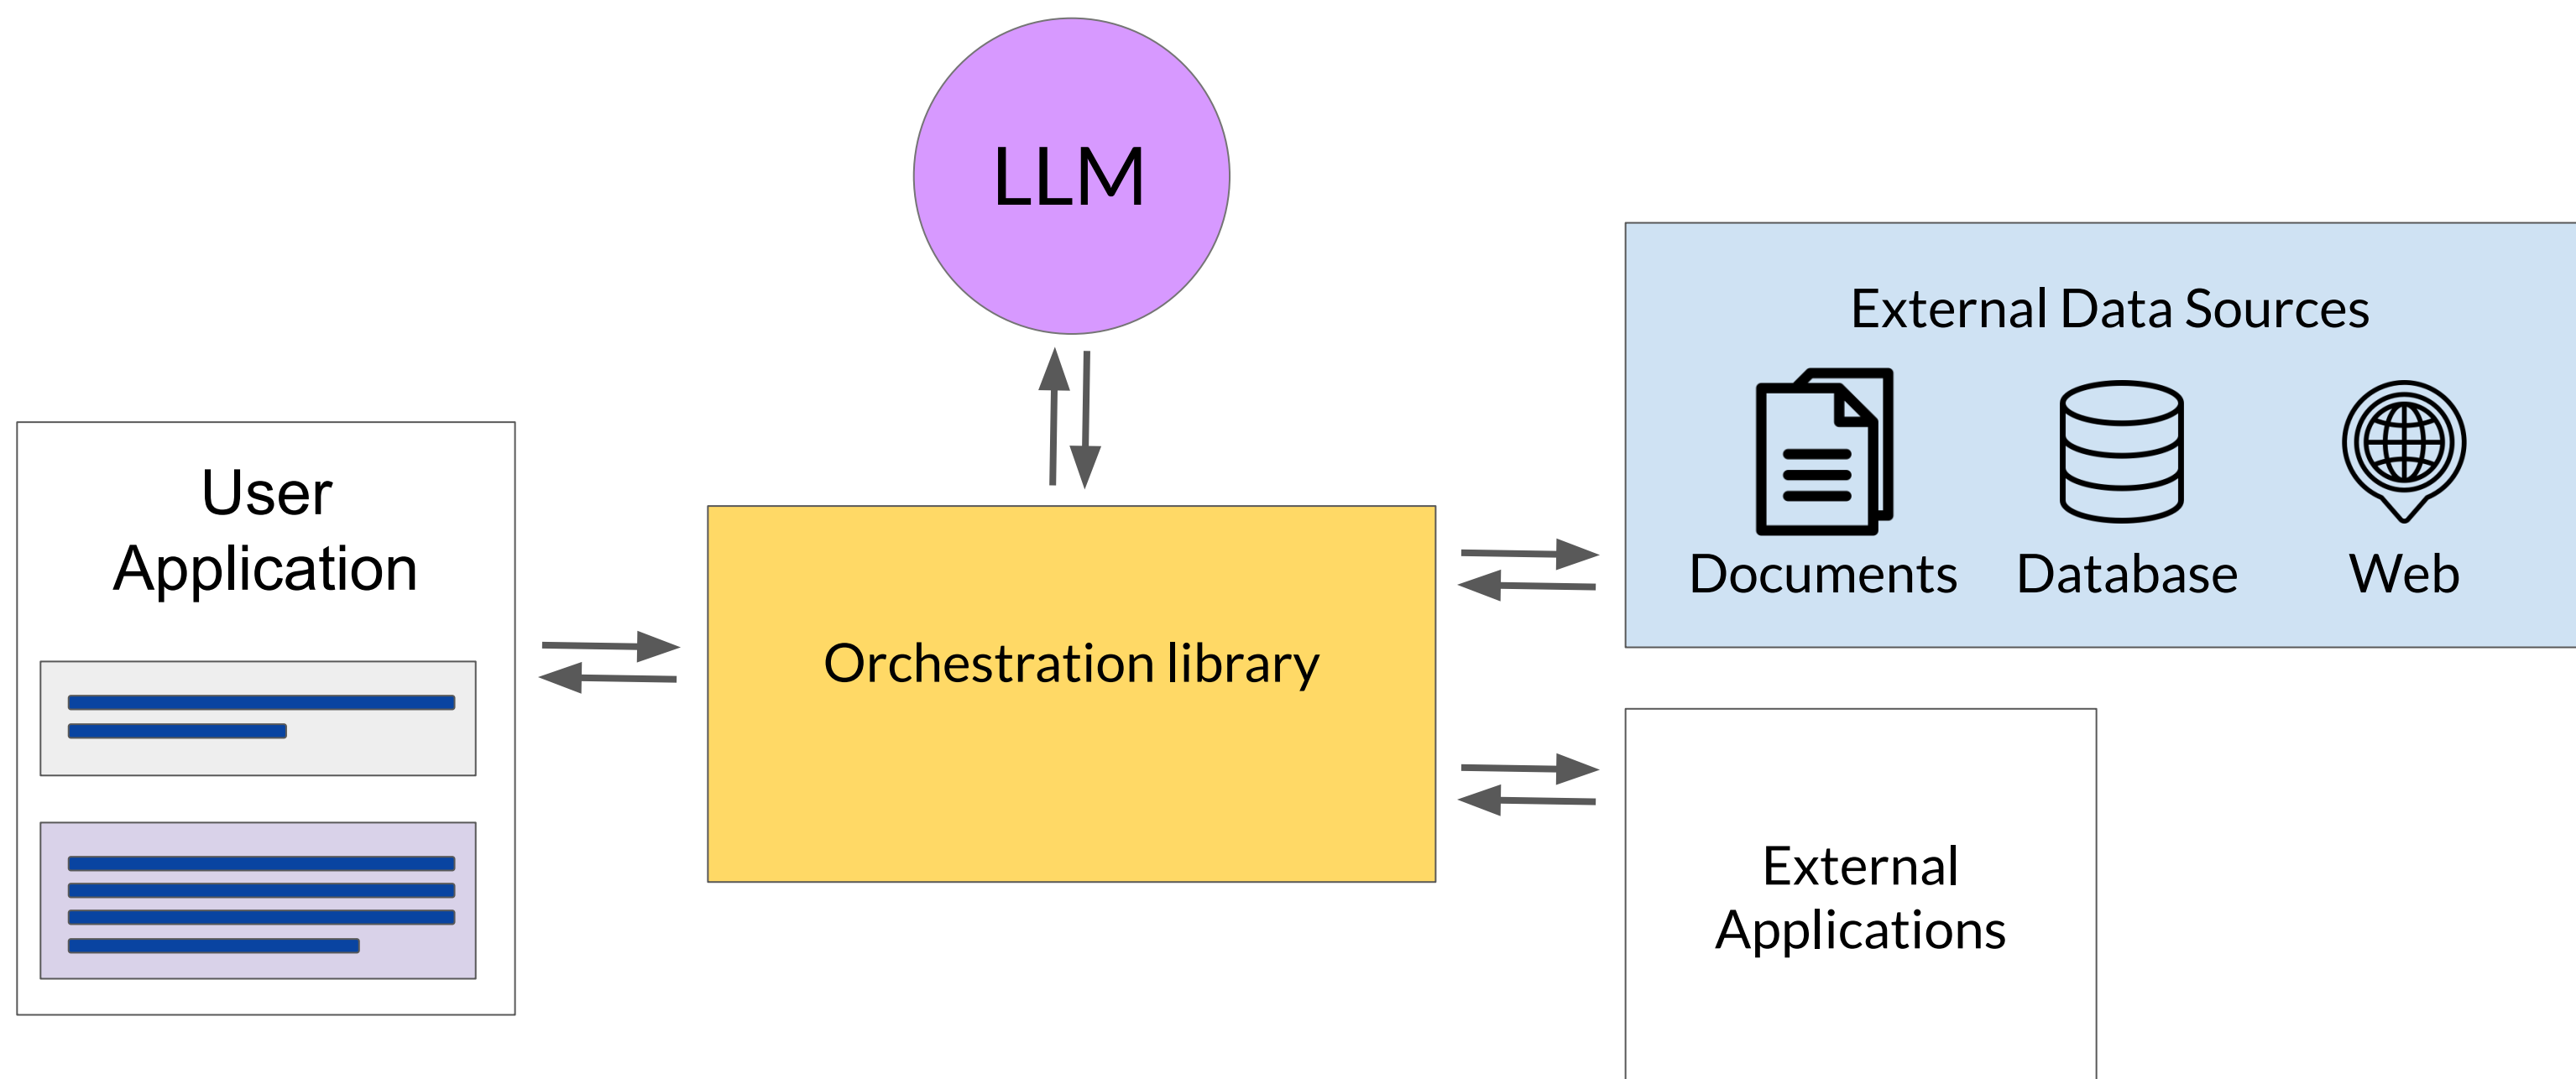 LLM
User
Application
Orchestration library
External Data Sources
Documents
Database
Web
External
Applications